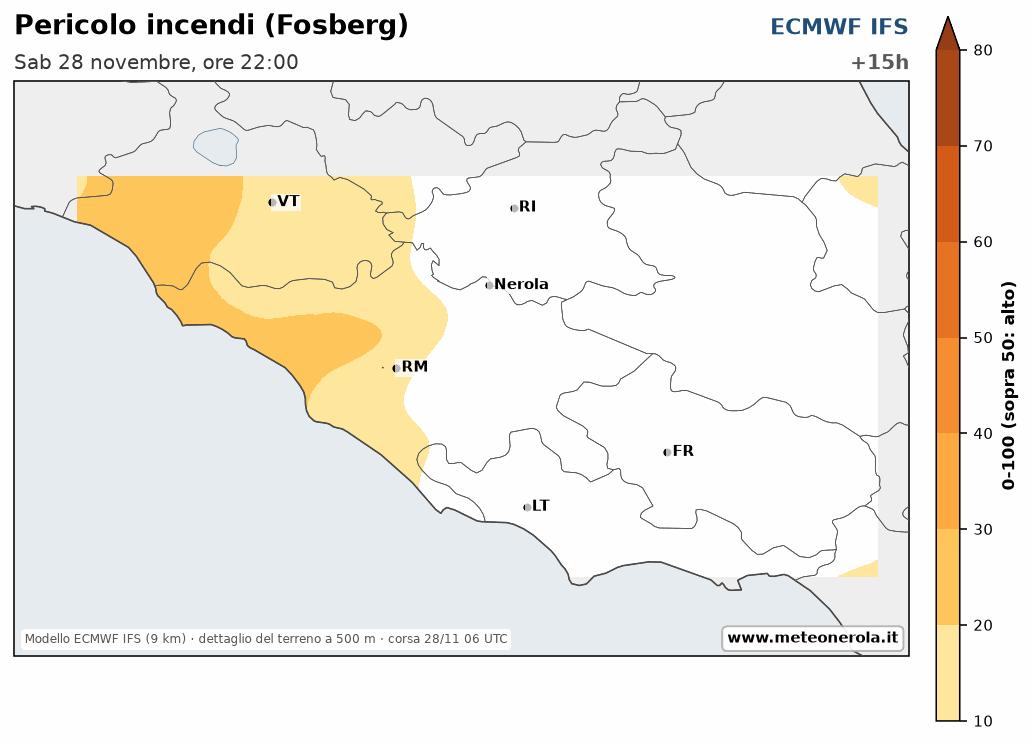 Pericolo incendi (Fosberg)
ECMWF IFS
Sab 28 novembre, ore 22:00
+15h
80
70
60
50
40
30
20
10
0-100 (sopra 50: alto)
VT
RI
Nerola
RM
FR
LT
Modello ECMWF IFS (9 km) · dettaglio del terreno a 500 m · corsa 28/11 06 UTC
www.meteonerola.it